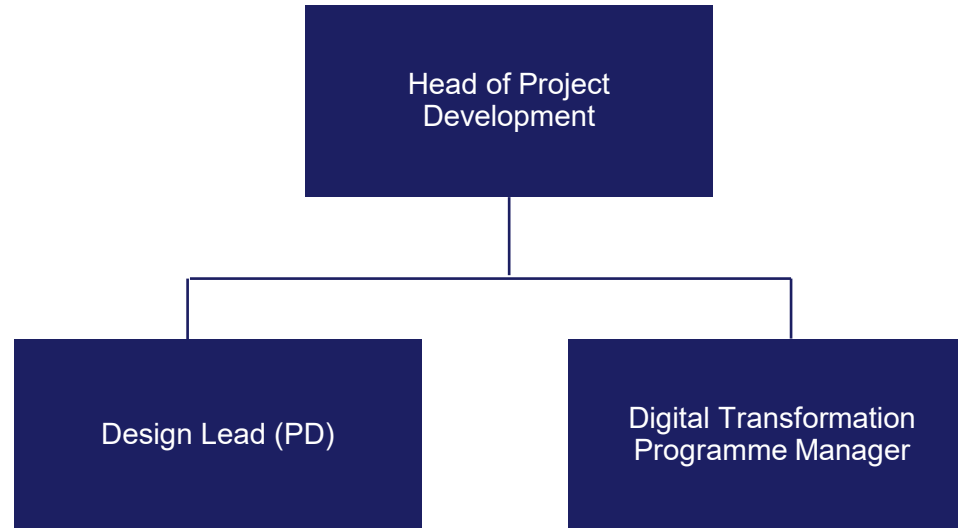 Head of Project
Development
Design Lead (PD)
Digital Transformation
Programme Manager